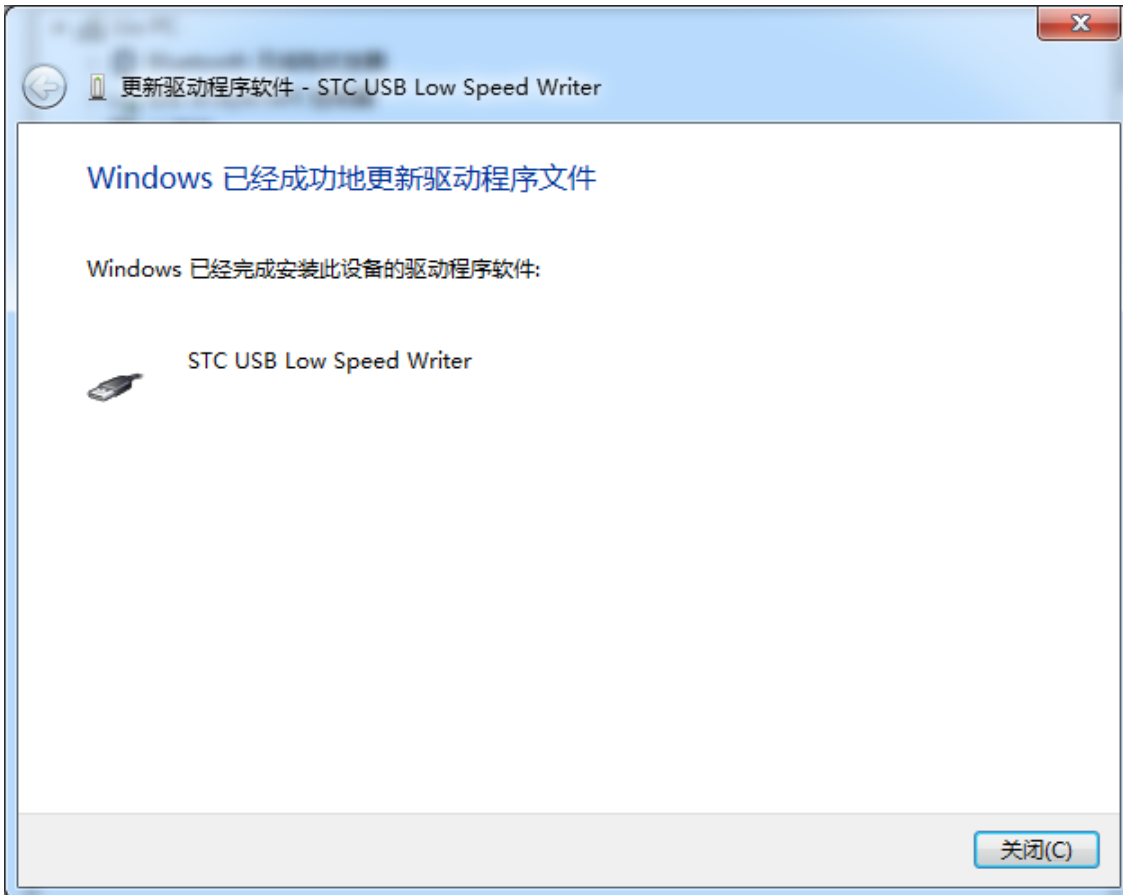 更新驱动程序软件 - STC USB Low Speed Writer
Windows 已经成功地更新驱动程序文件
Windows 已经完成安装此设备的驱动程序软件:
STC USB Low Speed Writer
关闭(C)